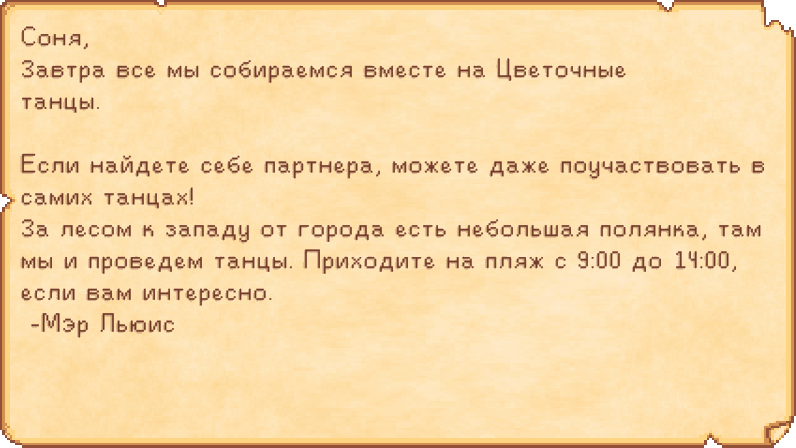 Соня,
Завтра все мы собираемся вместе на Цветочные
танцы.
Если найдете себе партнера, можете даже поучаствовать в
самих танцах!
За лесом к западу от города есть небольшая полянка, там
мы и проведем танцы. Приходите на пляж с 9:00 до 14:00,
если вам интересно.
-Мэр Льюис